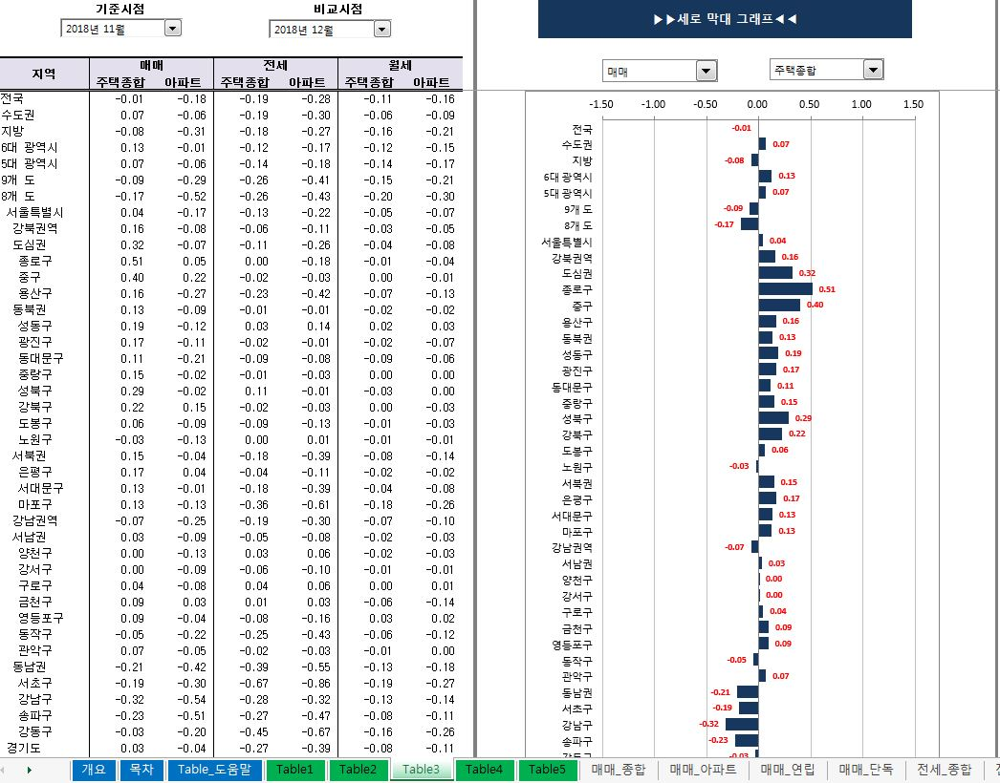 기준시점 비교시점
2018년 11월 2018년 12월
▶▶세로 막대 그래프◀◀
매매 주택종합
지역 매매 전세 월세
주택종합 아파트 주택종합 아파트 주택종합 아파트
전국 -0.01 -0.18 -0.19 -0.28 -0.11 -0.16
수도권 0.07 -0.06 -0.19 -0.30 -0.06 -0.09
지방 -0.08 -0.31 -0.18 -0.27 -0.16 -0.21
6대 광역시 0.13 -0.01 -0.12 -0.17 -0.12 -0.15
5대 광역시 0.07 -0.06 -0.14 -0.18 -0.14 -0.17
9개 도 -0.09 -0.29 -0.26 -0.41 -0.15 -0.21
8개 도 -0.17 -0.52 -0.26 -0.43 -0.20 -0.30
서울특별시 0.04 -0.17 -0.13 -0.22 -0.05 -0.07
강북권역 0.16 -0.08 -0.06 -0.11 -0.03 -0.05
도심권 0.32 -0.07 -0.11 -0.26 -0.04 -0.08
종로구 0.51 0.05 0.00 -0.18 -0.01 -0.04
중구 0.40 0.22 -0.02 -0.03 0.00 -0.01
용산구 0.16 -0.27 -0.23 -0.42 -0.07 -0.13
동북권 0.13 -0.09 -0.01 -0.01 -0.02 -0.02
성동구 0.19 -0.12 0.03 0.14 0.02 0.03
광진구 0.17 -0.11 -0.02 -0.01 -0.02 -0.07
동대문구 0.11 -0.21 -0.09 -0.08 -0.09 -0.06
중랑구 0.15 -0.02 -0.01 -0.03 0.00 0.00
성북구 0.29 -0.02 0.11 -0.01 -0.03 0.00
강북구 0.22 0.15 -0.02 -0.03 0.00 -0.03
도봉구 0.06 -0.09 -0.09 -0.13 -0.01 -0.03
노원구 -0.03 -0.13 0.00 0.01 -0.01 -0.01
서북권 0.15 -0.04 -0.18 -0.39 -0.08 -0.14
은평구 0.17 0.04 -0.04 -0.11 -0.02 -0.02
서대문구 0.13 -0.01 -0.18 -0.39 -0.04 -0.08
마포구 0.13 -0.13 -0.36 -0.61 -0.18 -0.26
강남권역 -0.07 -0.25 -0.19 -0.30 -0.07 -0.10
서남권 0.03 -0.09 -0.05 -0.08 -0.02 -0.03
양천구 0.00 -0.13 0.03 0.06 -0.02 -0.03
강서구 0.00 -0.09 -0.06 -0.10 -0.01 -0.01
구로구 0.04 -0.08 0.04 0.06 0.00 0.01
금천구 0.09 0.03 0.01 0.03 -0.06 -0.14
영등포구 0.09 -0.04 -0.08 -0.16 0.03 0.02
동작구 -0.05 -0.22 -0.25 -0.43 -0.06 -0.12
관악구 0.07 -0.05 -0.02 -0.03 -0.01 0.00
동남권 -0.21 -0.42 -0.39 -0.55 -0.13 -0.18
서초구 -0.19 -0.30 -0.67 -0.86 -0.19 -0.27
강남구 -0.32 -0.54 -0.28 -0.32 -0.13 -0.14
송파구 -0.23 -0.51 -0.27 -0.47 -0.08 -0.11
강동구 -0.03 -0.20 -0.45 -0.67 -0.16 -0.26
경기도 0.03 -0.04 -0.27 -0.39 -0.08 -0.11
-1.50 -1.00 -0.50 0.00 0.50 1.00 1.50
전국 -0.01
수도권 0.07
지방 -0.08
6대 광역시 0.13
5대 광역시 0.07
9개 도 -0.09
8개 도 -0.17
서울특별시 0.04
강북권역 0.16
도심권 0.32
종로구 0.51
중구 0.40
용산구 0.16
동북권 0.13
성동구 0.19
광진구 0.17
동대문구 0.11
중랑구 0.15
성북구 0.29
강북구 0.22
도봉구 0.06
노원구 -0.03
서북권 0.15
은평구 0.17
서대문구 0.13
마포구 0.13
강남권역 -0.07
서남권 0.03
양천구 0.00
강서구 0.00
구로구 0.04
금천구 0.09
영등포구 0.09
동작구 -0.05
관악구 0.07
동남권 -0.21
서초구 -0.19
강남구 -0.32
송파구 -0.23
강동구 -0.03
개요 목차 Table_도움말 Table1 Table2 Table3 Table4 Table5 매매_종합 매매_아파트 매매_연립 매매_단독 전세_종합